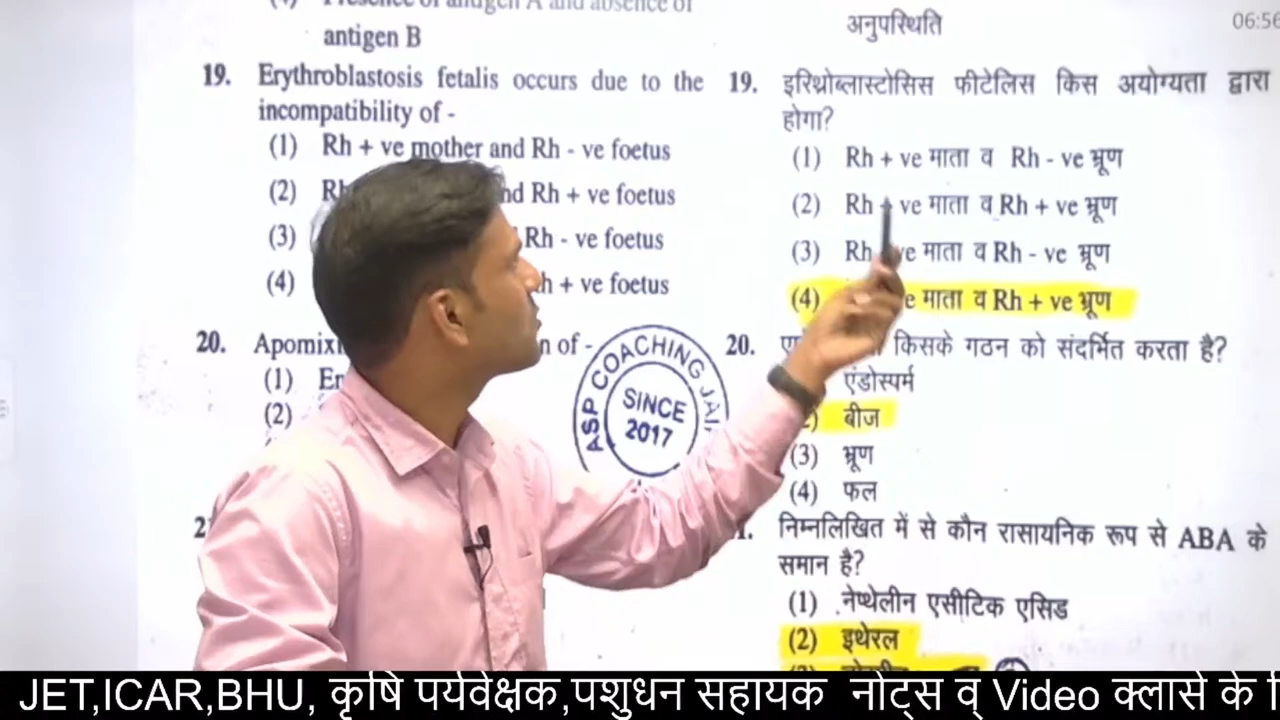 antigen B
19. Erythroblastosis fetalis occurs due to the
incompatibility of -
(1) Rh + ve mother and Rh - ve foetus
(2) and Rh + ve foetus
(3) Rh - ve foetus
(4) + ve foetus
20. of -
(1)
(2)
अनुपस्थिति
19. इरिथ्रोब्लास्टोसिस फीटेलिस किस अयोग्यता द्वारा
होगा?
(1) Rh + ve माता व Rh - ve भ्रूण
(2) Rh + ve माता व Rh + ve भ्रूण
(3) Rh ve माता व Rh - ve भ्रूण
(4) माता व Rh + ve भ्रूण
20. किसके गठन को संदर्भित करता है?
एंडोस्पर्म
बीज
(3) भ्रूण
(4) फल
निम्नलिखित में से कौन रासायनिक रूप से ABA के
समान है?
(1) नेप्थेलीन एसीटिक एसिड
(2) इथेरल
ASP COACHING
SINCE
2017
06:56
JET,ICAR,BHU, कृषि पर्यवेक्षक,पशुधन सहायक नोट्स व् Video क्लासे के